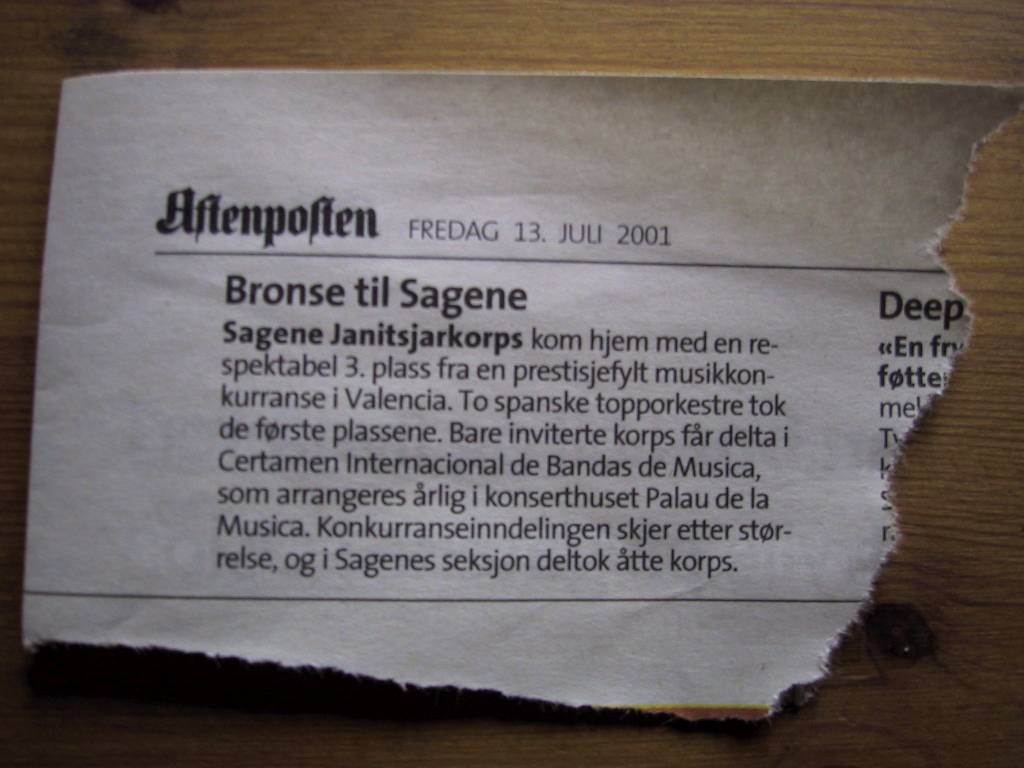 Aftenposten FREDAG 13. JULI 2001
Bronse til Sagene
Sagene Janitsjarkorps kom hjem med en re-
spektabel 3. plass fra en prestisjefylt musikkon-
kurranse i Valencia. To spanske topporkestre tok
de første plassene. Bare inviterte korps får delta i
Certamen Internacional de Bandas de Musica,
som arrangeres årlig i konserthuset Palau de la
Musica. Konkurranseinndelingen skjer etter stør-
relse, og i Sagenes seksjon deltok åtte korps.
Deep
«En